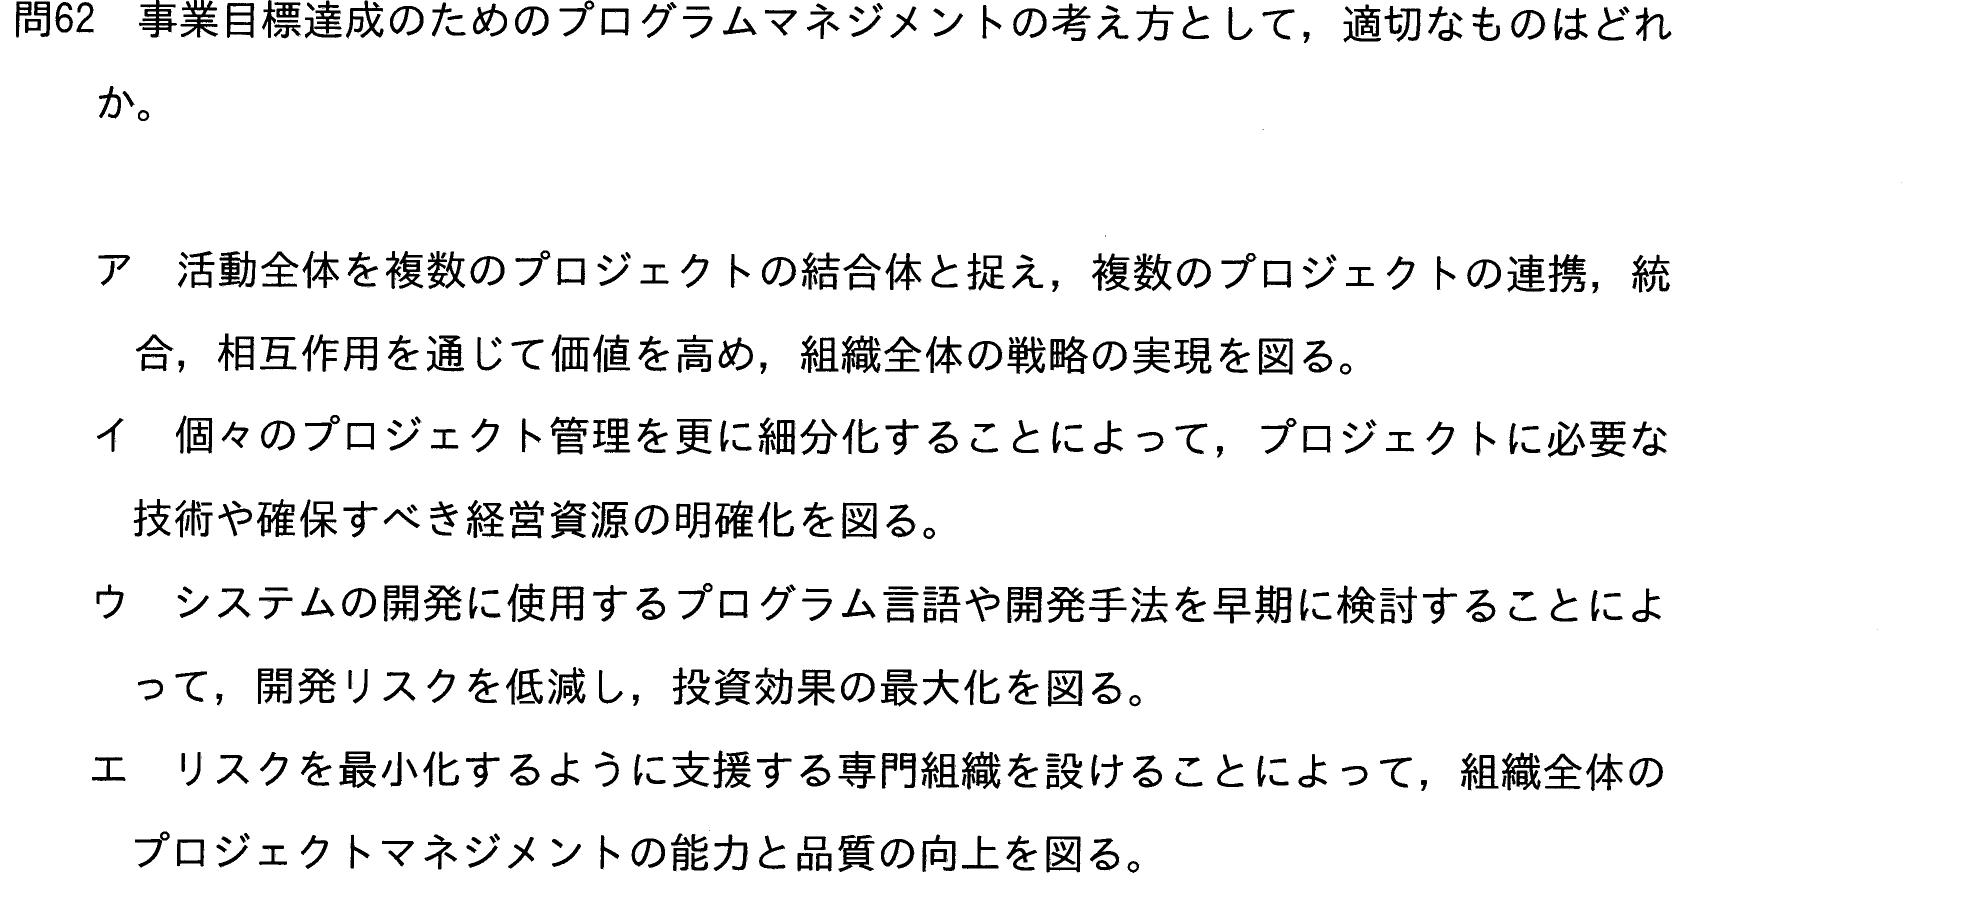 問62　事業目標達成のためのプログラムマネジメントの考え方として，適切なものはどれ
か。
ア　活動全体を複数のプロジェクトの結合体と捉え，複数のプロジェクトの連携，統
合，相互作用を通じて価値を高め，組織全体の戦略の実現を図る。
イ　個々のプロジェクト管理を更に細分化することによって，プロジェクトに必要な
技術や確保すべき経営資源の明確化を図る。
ウ　システムの開発に使用するプログラム言語や開発手法を早期に検討することによ
って，開発リスクを低減し，投資効果の最大化を図る。
エ　リスクを最小化するように支援する専門組織を設けることによって，組織全体の
プロジェクトマネジメントの能力と品質の向上を図る。